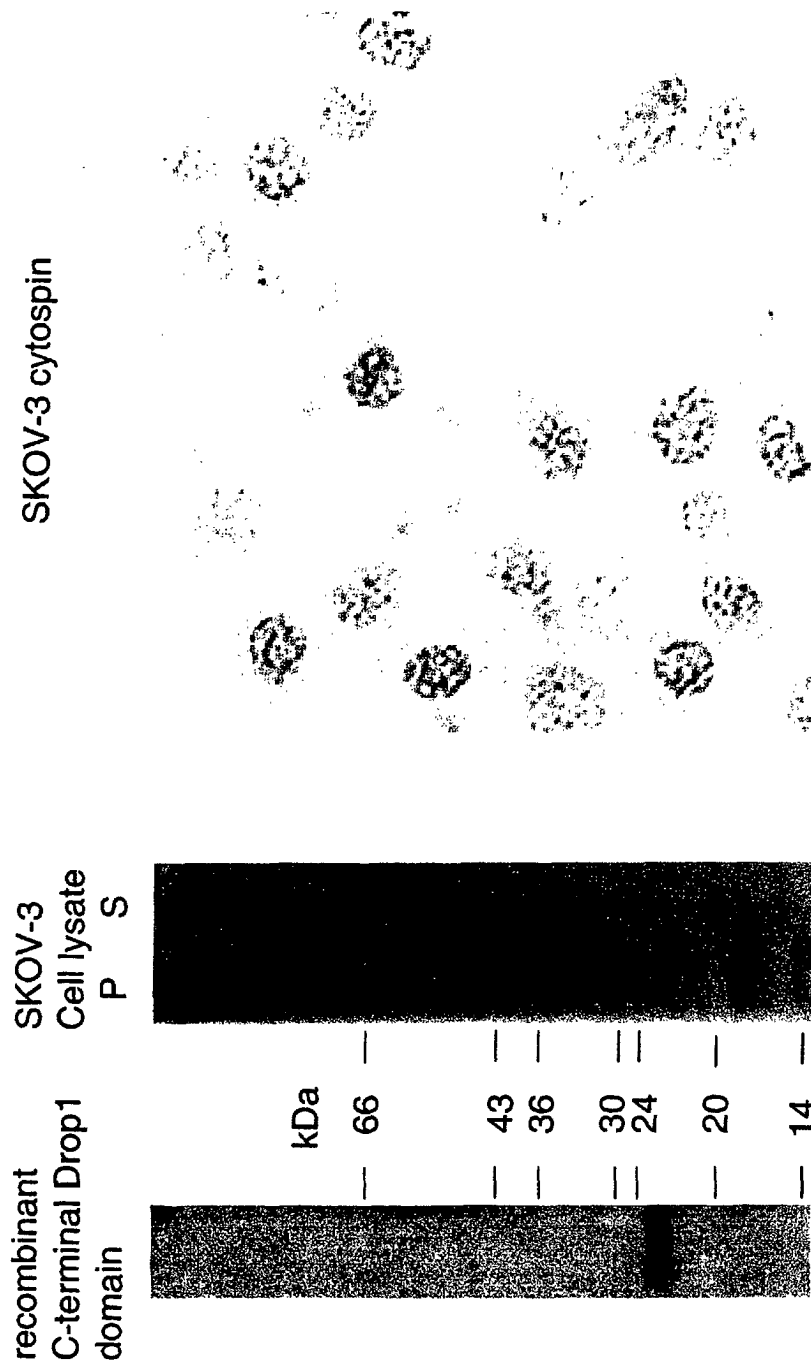 recombinant
C-terminal Drop1
domain
kDa
66
43
36
30
24
20
14
SKOV-3
Cell lysate
P S
SKOV-3 cytospin